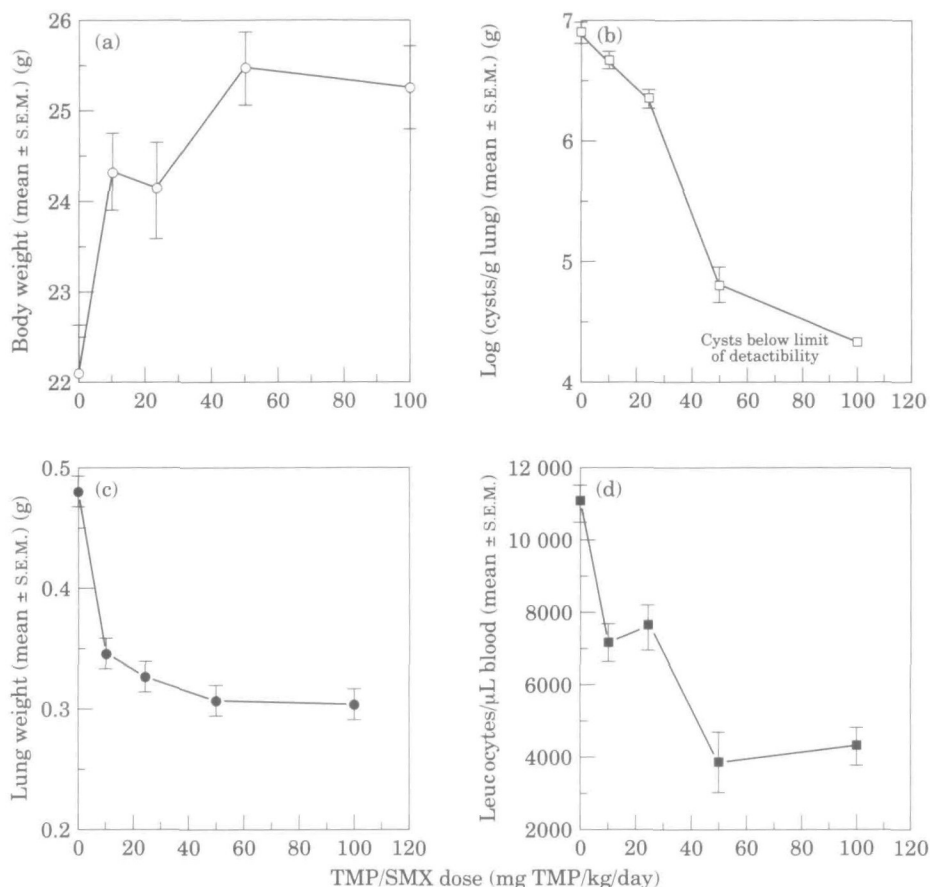 (a)
Body weight (mean ± S.E.M.) (g)
26
25
24
23
22
0 20 40 60 80 100
(b)
Log (cysts/g lung) (mean ± S.E.M.) (g)
7
6
5
4
Cysts below limit
of detactibility
0 20 40 60 80 100 120
(c)
Lung weight (mean ± S.E.M.) (g)
0.5
0.4
0.3
0.2
0 20 40 60 80 100 120
(d)
Leucocytes/μL blood (mean ± S.E.M.)
12 000
10 000
8000
6000
4000
2000
0 20 40 60 80 100 120
TMP/SMX dose (mg TMP/kg/day)